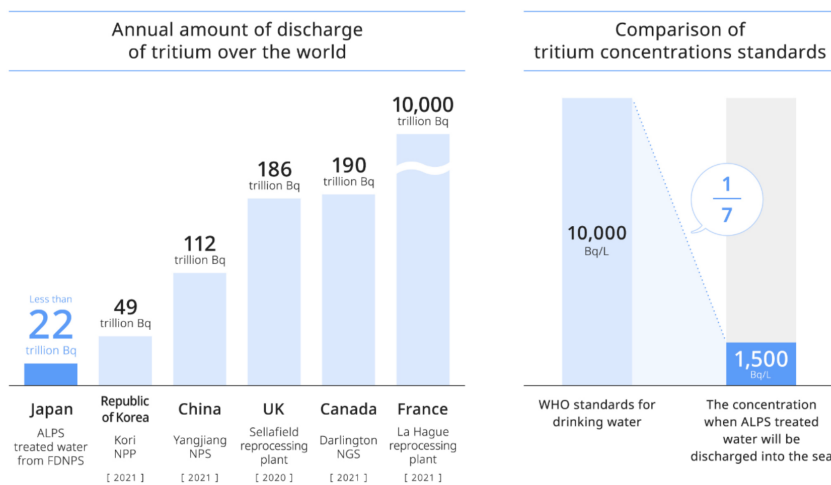 Annual amount of discharge
of tritium over the world
10,000
trillion Bq
186
trillion Bq
190
trillion Bq
112
trillion Bq
49
trillion Bq
Less than
22
trillion Bq
Japan
ALPS
treated water
from FDNPS
Republic
of Korea
Kori
NPP
[ 2021 ]
China
Yangjiang
NPS
[ 2021 ]
UK
Sellafield
reprocessing
plant
[ 2020 ]
Canada
Darlington
NGS
[ 2021 ]
France
La Hague
reprocessing
plant
[ 2021 ]
Comparison of
tritium concentrations standards
10,000
Bq/L
1
7
1,500
Bq/L
WHO standards for
drinking water
The concentration
when ALPS treated
water will be
discharged into the sea